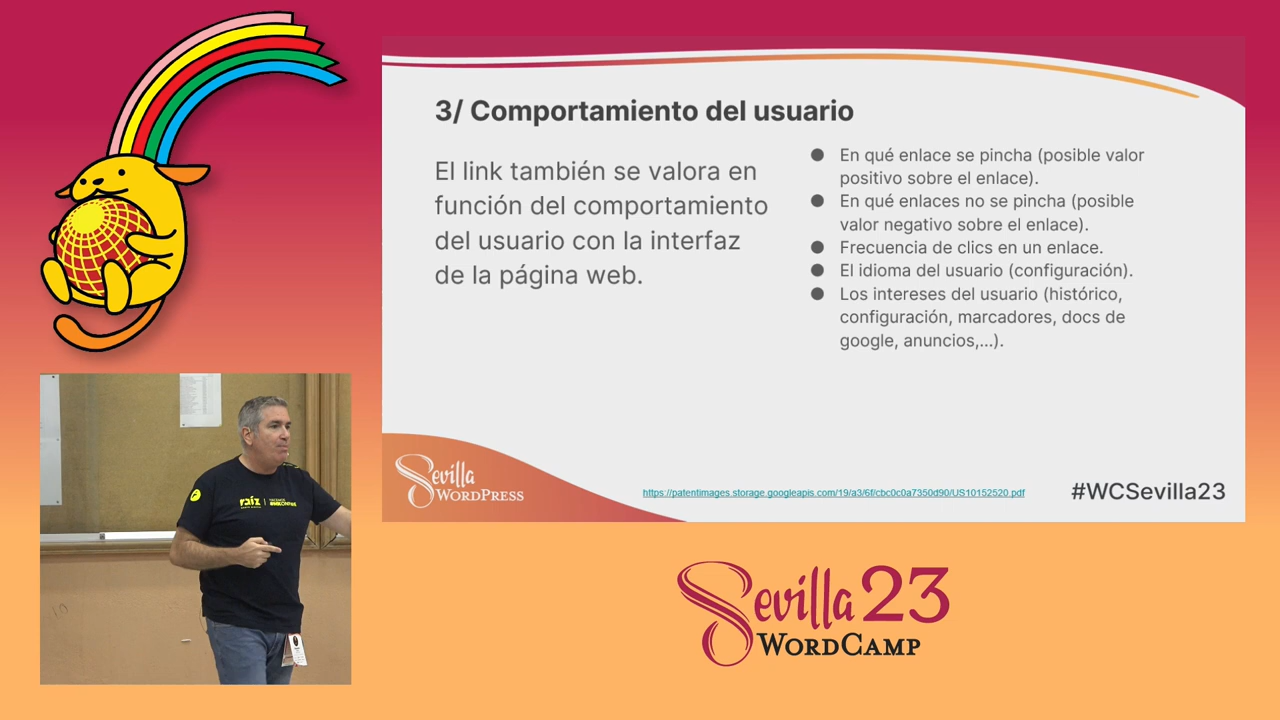 3/ Comportamiento del usuario
El link también se valora en
función del comportamiento
del usuario con la interfaz
de la página web.
● En qué enlace se pincha (posible valor
positivo sobre el enlace).
● En qué enlaces no se pincha (posible
valor negativo sobre el enlace).
● Frecuencia de clics en un enlace.
● El idioma del usuario (configuración).
● Los intereses del usuario (histórico,
configuración, marcadores, docs de
google, anuncios,...).
Sevilla
WORDPRESS
https://patentimages.storage.googleapis.com/19/a3/6f/cbc0c0a7350d90/US10152520.pdf
#WCSevilla23
raíz
Sevilla 23
WORDCAMP